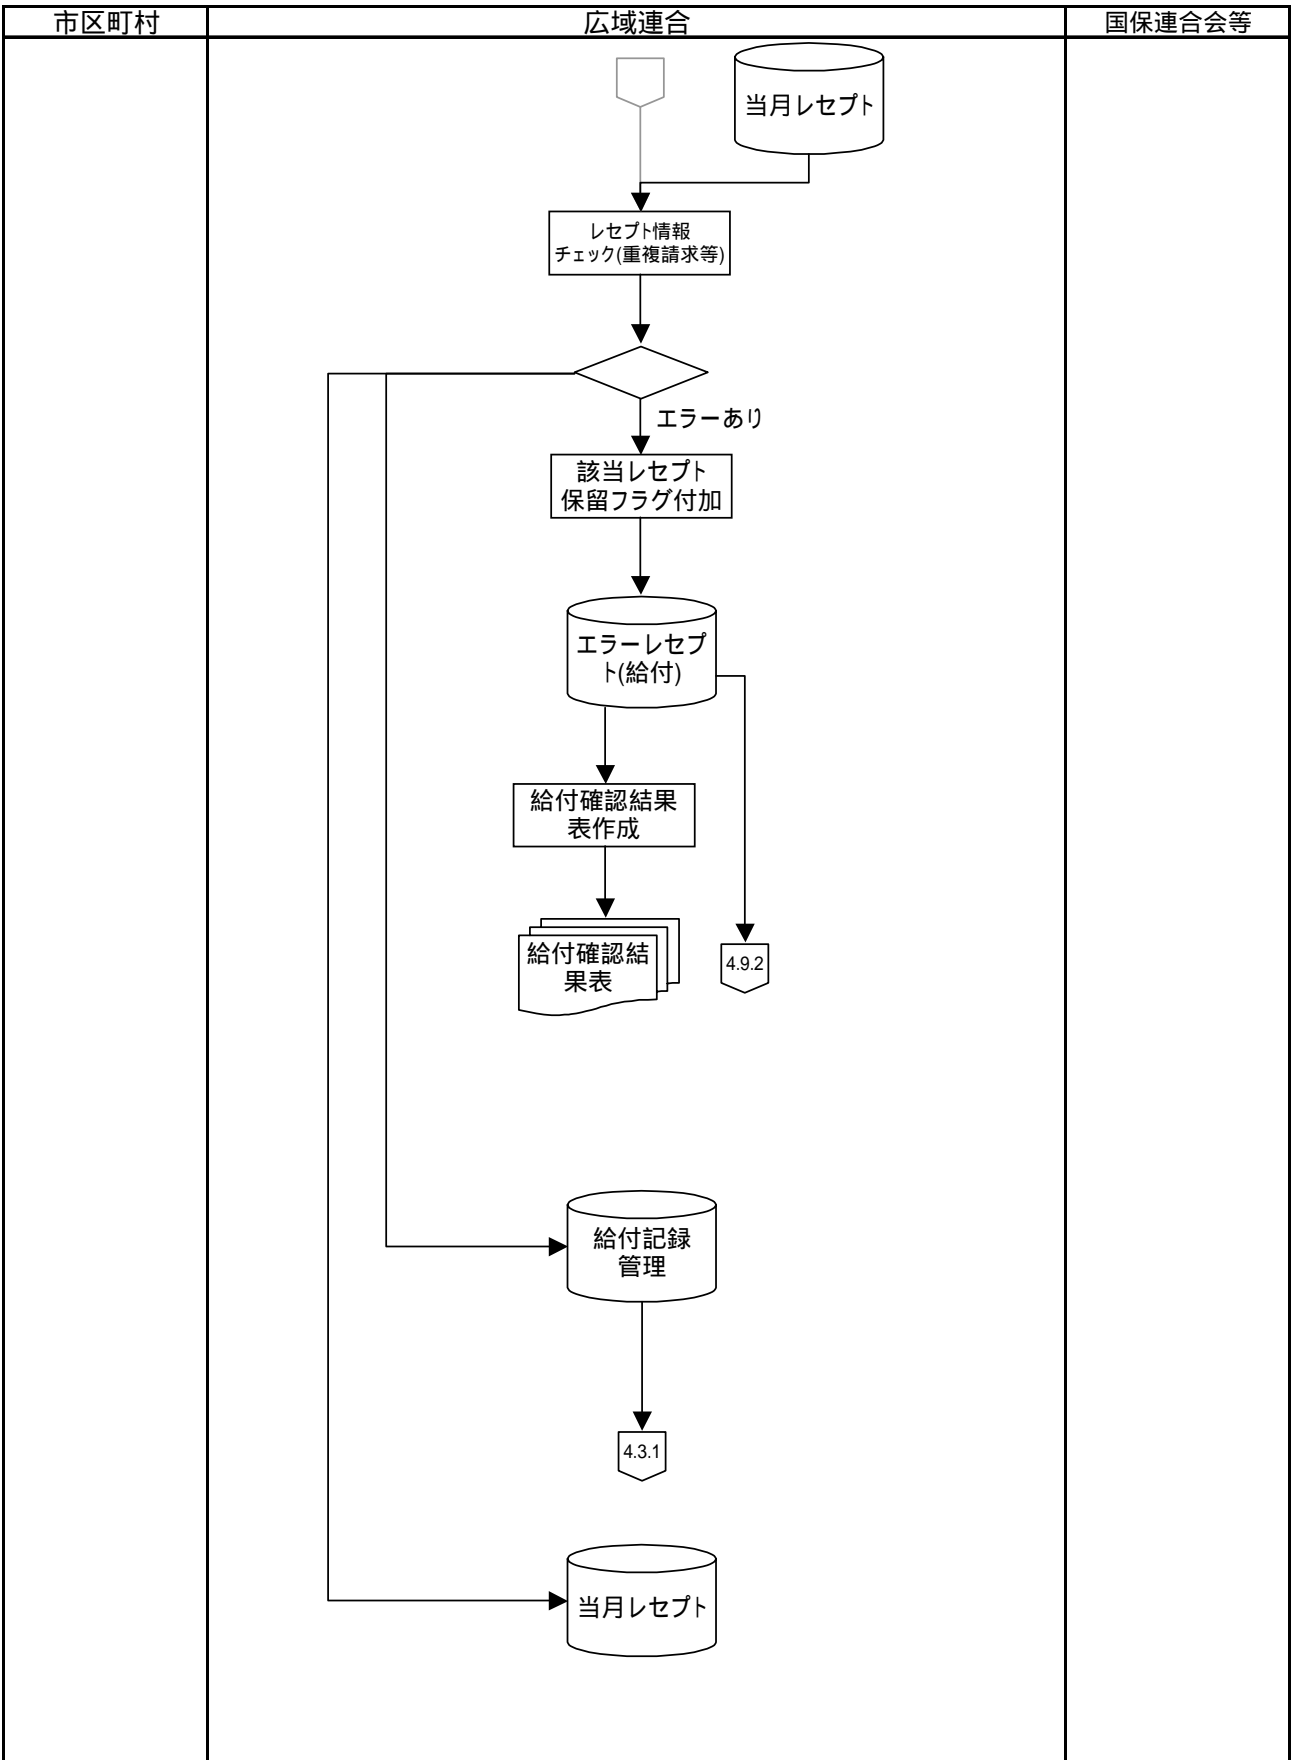 市区町村
広域連合
国保連合会等
当月レセプト
レセプト情報
チェック(重複請求等)
エラーあり
該当レセプト
保留フラグ付加
エラーレセプ
ト(給付)
給付確認結果
表作成
給付確認結
果表
4.9.2
給付記録
管理
4.3.1
当月レセプト